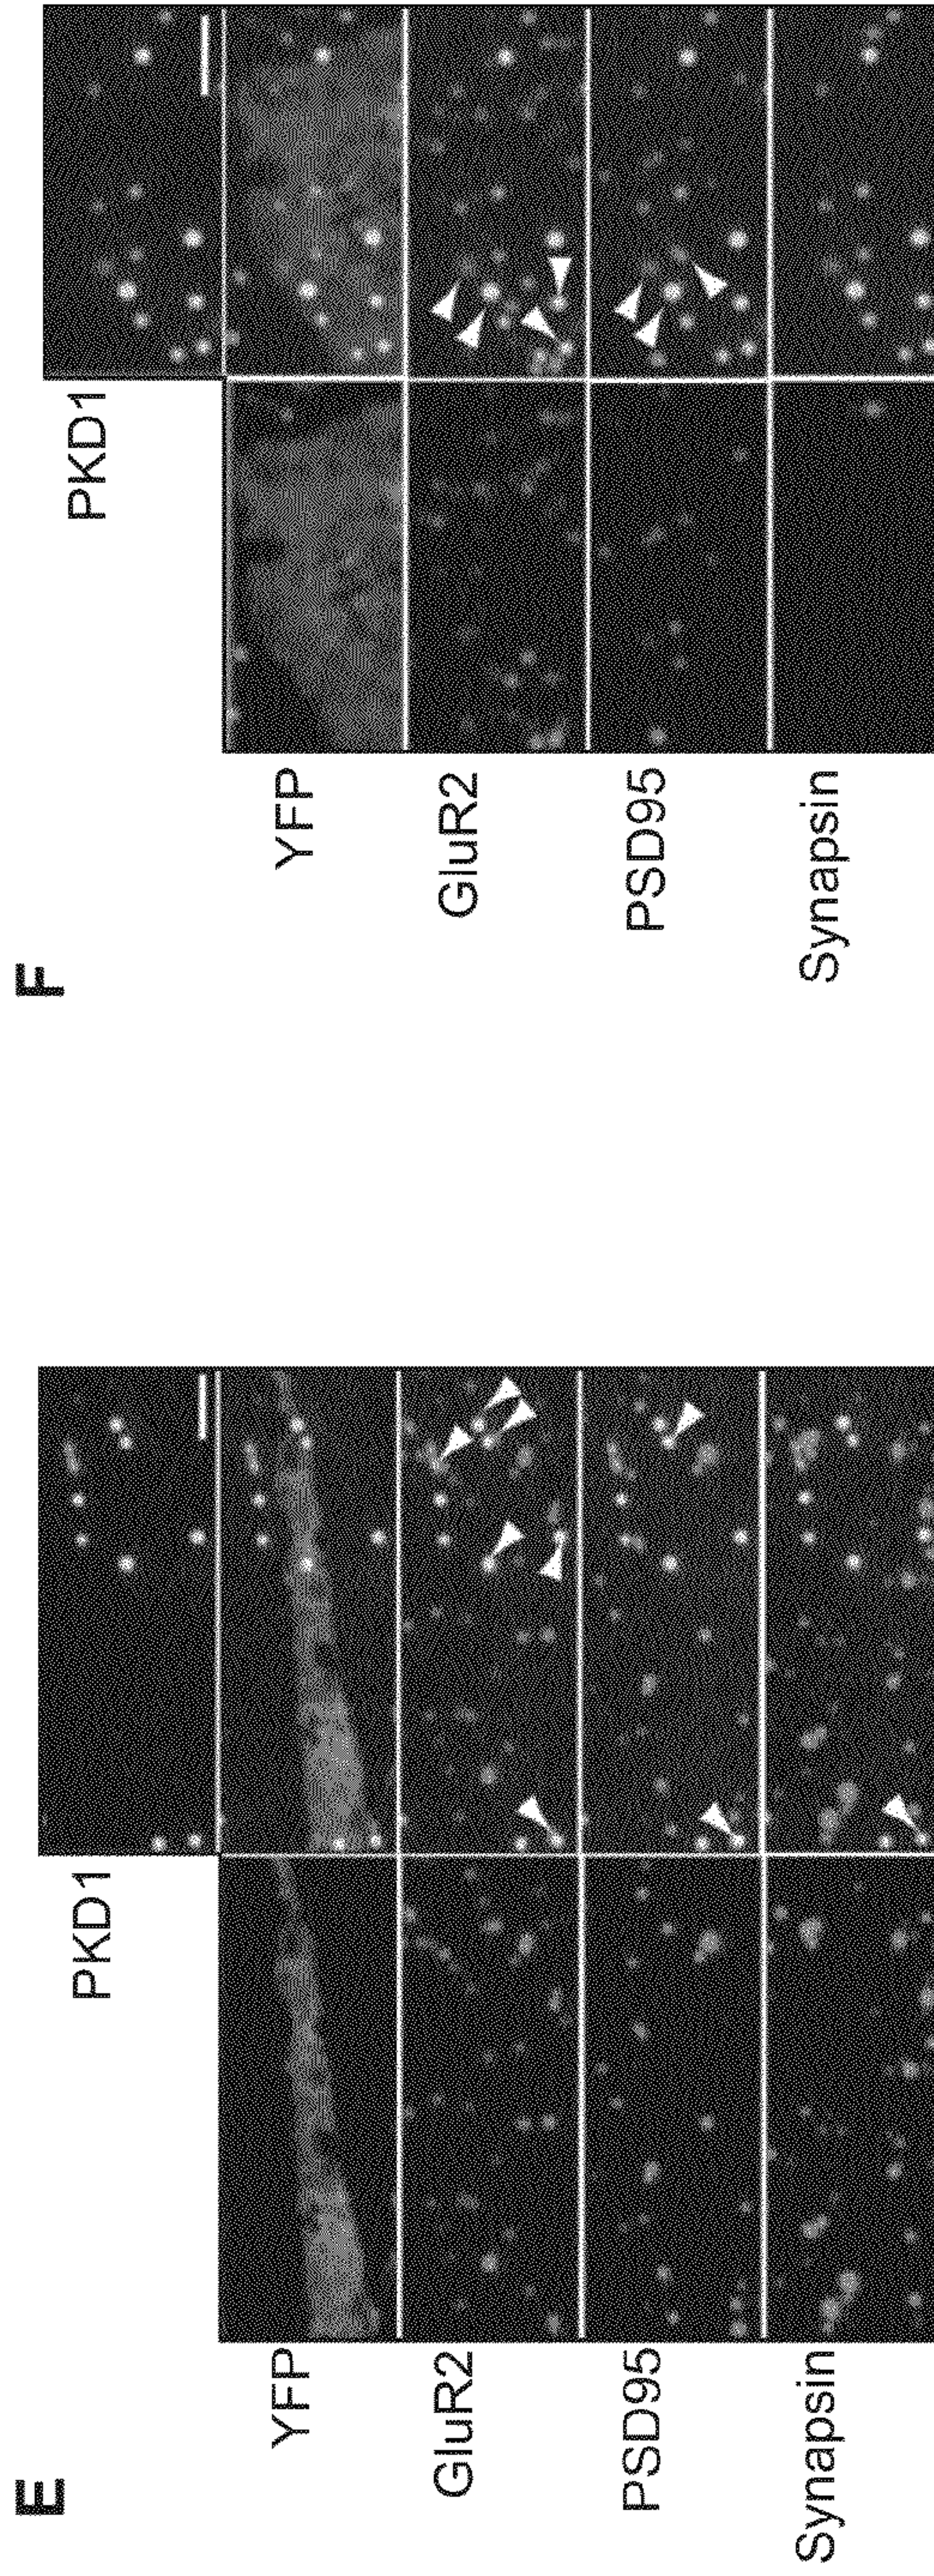 E
PKD1
YFP
GluR2
PSD95
Synapsin
F
PKD1
YFP
GluR2
PSD95
Synapsin